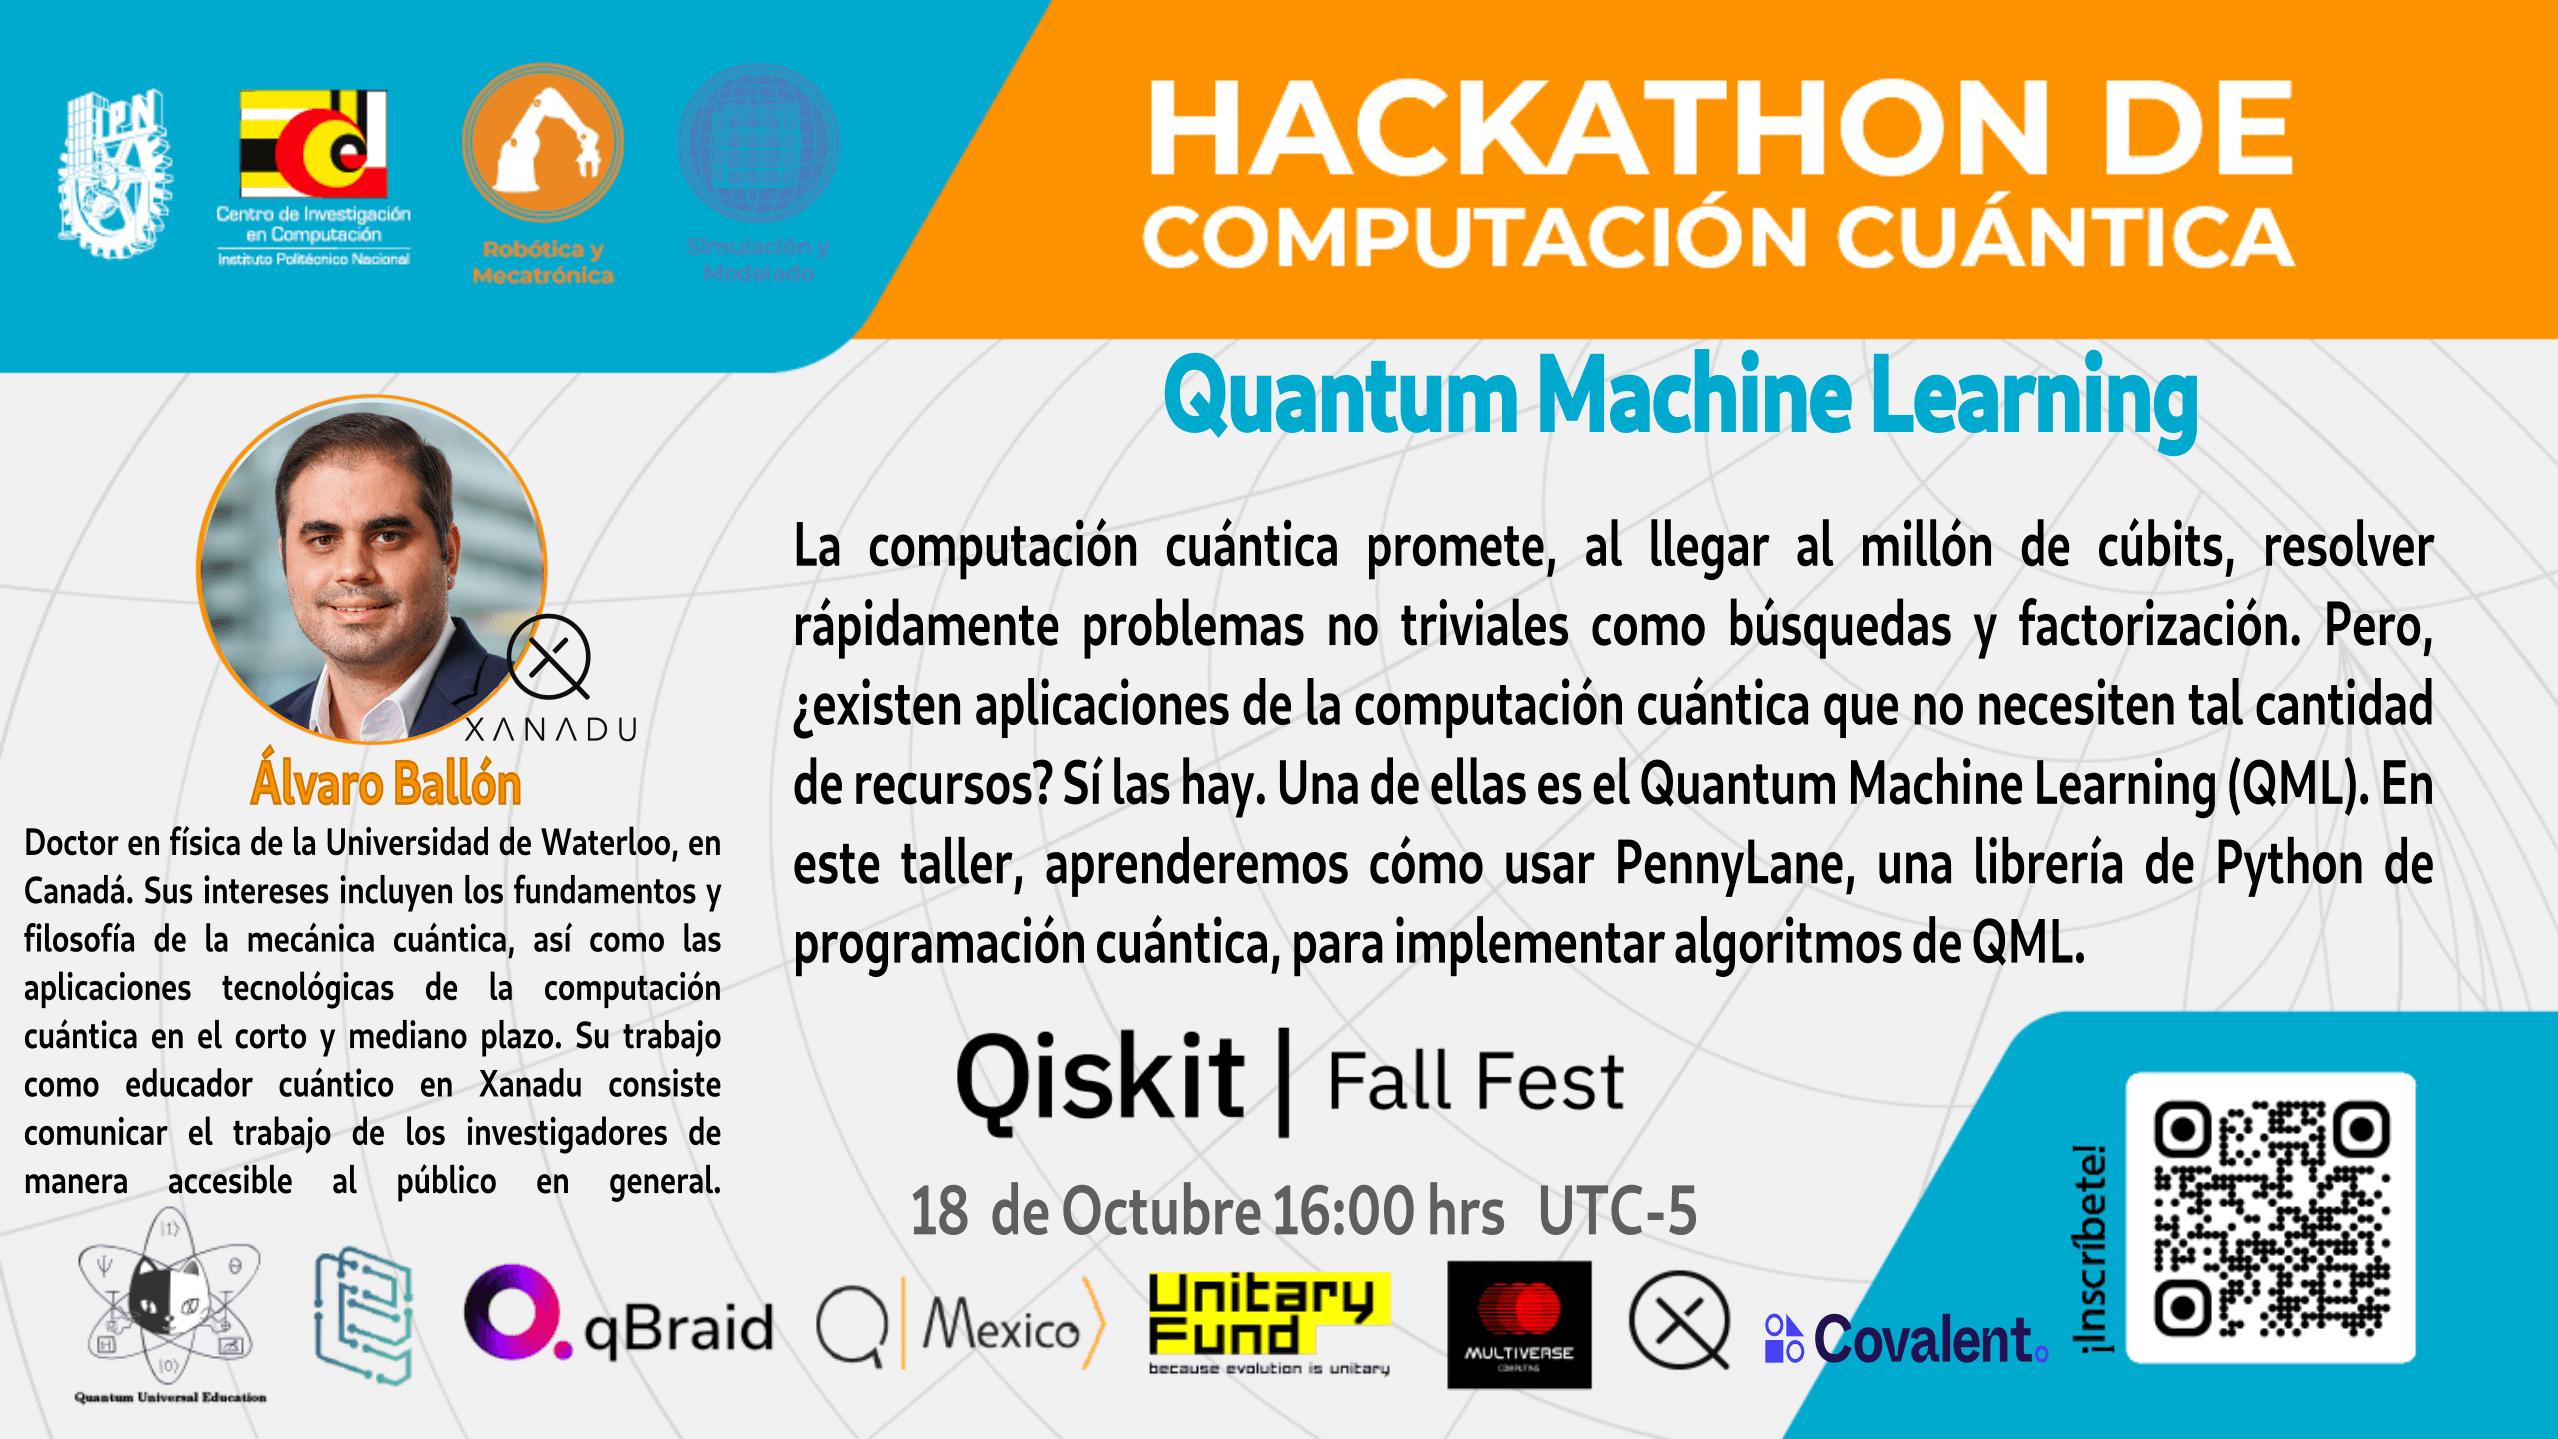 IPN
Centro de Investigación
en Computación
Instituto Politécnico Nacional
Robótica y
Mecatrónica
Simulación y
Modelado
HACKATHON DE
COMPUTACIÓN CUÁNTICA
Quantum Machine Learning
XANADU
Álvaro Ballón
Doctor en física de la Universidad de Waterloo, en
Canadá. Sus intereses incluyen los fundamentos y
filosofía de la mecánica cuántica, así como las
aplicaciones tecnológicas de la computación
cuántica en el corto y mediano plazo. Su trabajo
como educador cuántico en Xanadu consiste
comunicar el trabajo de los investigadores de
manera accesible al público en general.
La computación cuántica promete, al llegar al millón de cúbits, resolver
rápidamente problemas no triviales como búsquedas y factorización. Pero,
¿existen aplicaciones de la computación cuántica que no necesiten tal cantidad
de recursos? Sí las hay. Una de ellas es el Quantum Machine Learning (QML). En
este taller, aprenderemos cómo usar PennyLane, una librería de Python de
programación cuántica, para implementar algoritmos de QML.
Qiskit | Fall Fest
18 de Octubre 16:00 hrs UTC-5
¡Inscríbete!
|1⟩
Ψ
Θ
H
|0⟩
Quantum Universal Education
qBraid
Q Mexico
Unitary
Fund
because evolution is unitary
MULTIVERSE
COMPUTING
Covalent